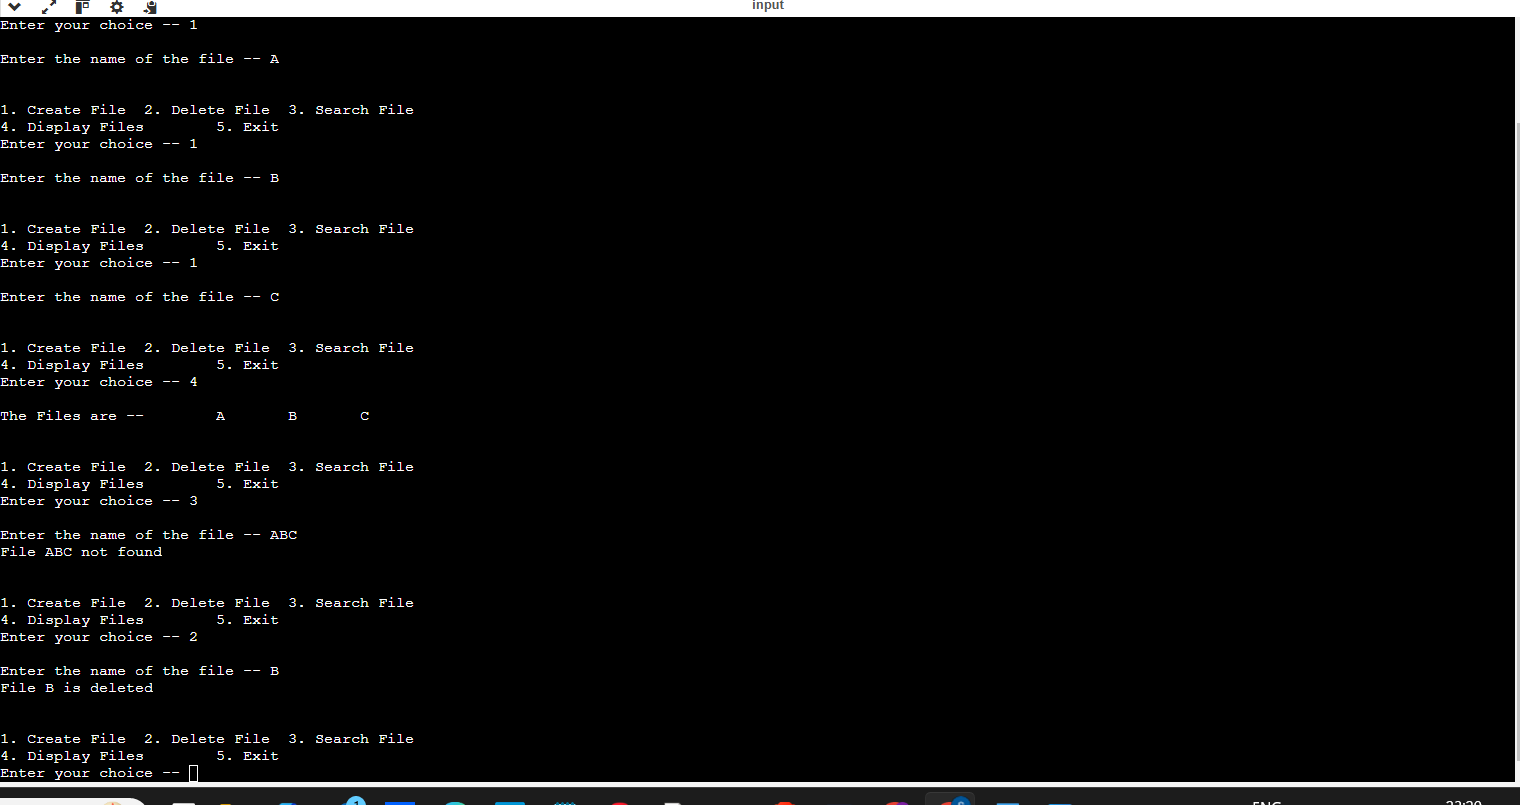 input
Enter your choice -- 1
Enter the name of the file -- A
1. Create File  2. Delete File  3. Search File
4. Display Files        5. Exit
Enter your choice -- 1
Enter the name of the file -- B
1. Create File  2. Delete File  3. Search File
4. Display Files        5. Exit
Enter your choice -- 1
Enter the name of the file -- C
1. Create File  2. Delete File  3. Search File
4. Display Files        5. Exit
Enter your choice -- 4
The Files are --        A       B       C
1. Create File  2. Delete File  3. Search File
4. Display Files        5. Exit
Enter your choice -- 3
Enter the name of the file -- ABC
File ABC not found
1. Create File  2. Delete File  3. Search File
4. Display Files        5. Exit
Enter your choice -- 2
Enter the name of the file -- B
File B is deleted
1. Create File  2. Delete File  3. Search File
4. Display Files        5. Exit
Enter your choice --